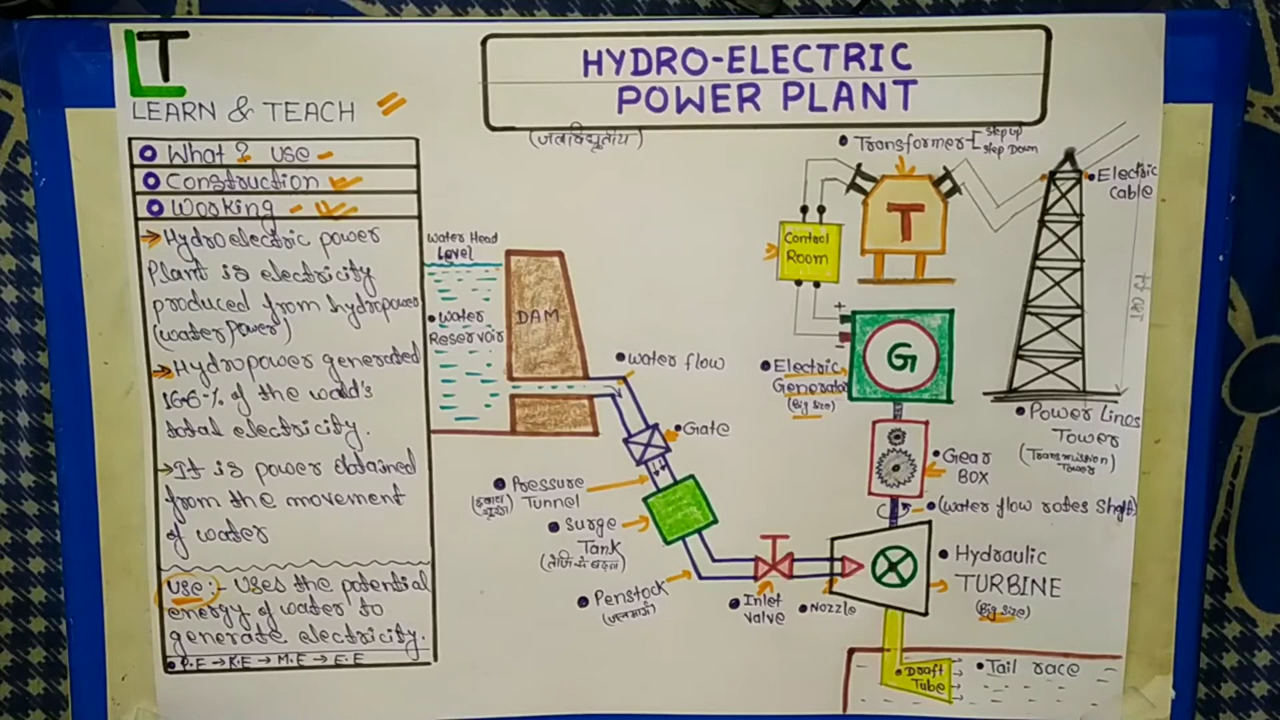 LT
LEARN & TEACH
HYDRO-ELECTRIC
POWER PLANT
(जलविद्युतीय)
What? use
Construction
Working
Hydroelectric power
Plant is electricity
produced from hydropower
(water power)
Hydropower generated
16.6% of the world's
total electricity.
It is power obtained
from the movement
of water
use:- Uses the potential
energy of water to
generate electricity.
P.E → K.E → M.E → E.E
Water Head
Level
Water
Reservoir
DAM
Water flow
Gate
Pressure
Tunnel
(दबाव
सुरंग)
Surge
Tank
Penstock
(जलमार्ग)
Inlet
valve
Nozzle
Hydraulic
TURBINE
(Big Size)
Draft
Tube
Tail race
(Water flow rotes Shaft)
Gear
BOX
Electric
Generator
(Big Size)
G
+
-
Control
Room
Transformer
Step up
Step Down
T
Electric
Cable
Power Lines
Tower
(Transmission)
Tower